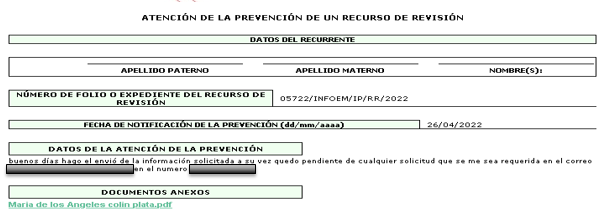 ATENCIÓN DE LA PREVENCIÓN DE UN RECURSO DE REVISIÓN
DATOS DEL RECURRENTE
APELLIDO PATERNO APELLIDO MATERNO NOMBRE(S):
NÚMERO DE FOLIO O EXPEDIENTE DEL RECURSO DE REVISIÓN 05722/INFOEM/IP/RR/2022
FECHA DE NOTIFICACIÓN DE LA PREVENCIÓN (dd/mm/aaaa) 26/04/2022
DATOS DE LA ATENCIÓN DE LA PREVENCIÓN
buenos días hago el envió de la información solicitada a su vez quedo pendiente de cualquier solicitud que se me sea requerida en el correo
en el numero
DOCUMENTOS ANEXOS
Maria de los Angeles colin plata.pdf